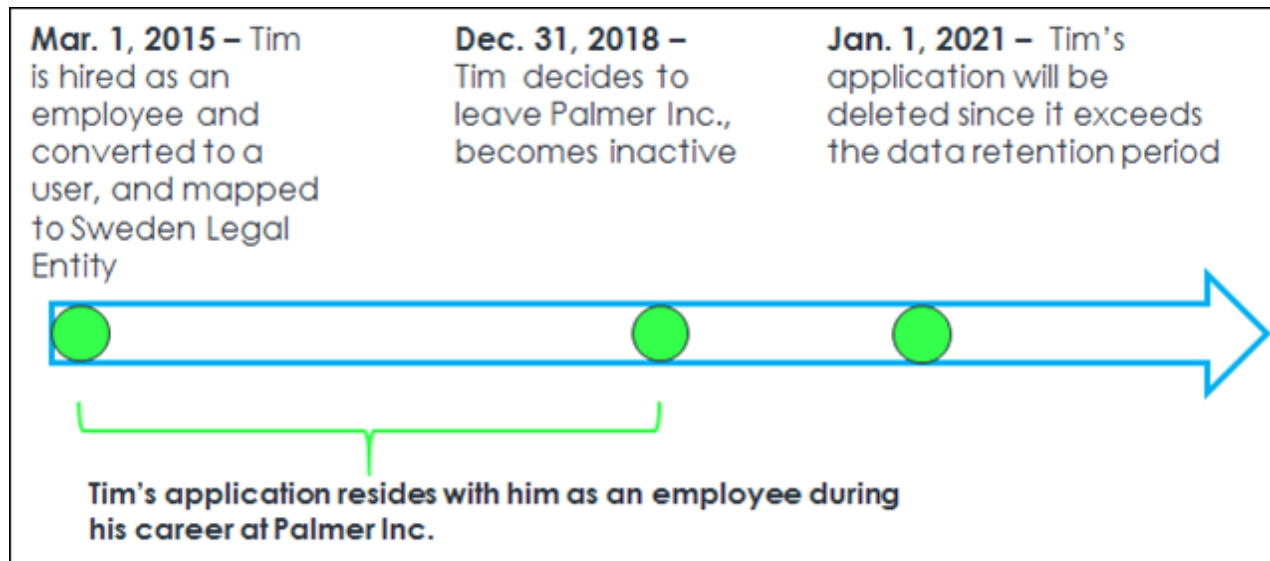 Mar. 1, 2015 – Tim
is hired as an
employee and
converted to a
user, and mapped
to Sweden Legal
Entity
Dec. 31, 2018 –
Tim decides to
leave Palmer Inc.,
becomes inactive
Jan. 1, 2021 – Tim's
application will be
deleted since it exceeds
the data retention period
Tim's application resides with him as an employee during
his career at Palmer Inc.